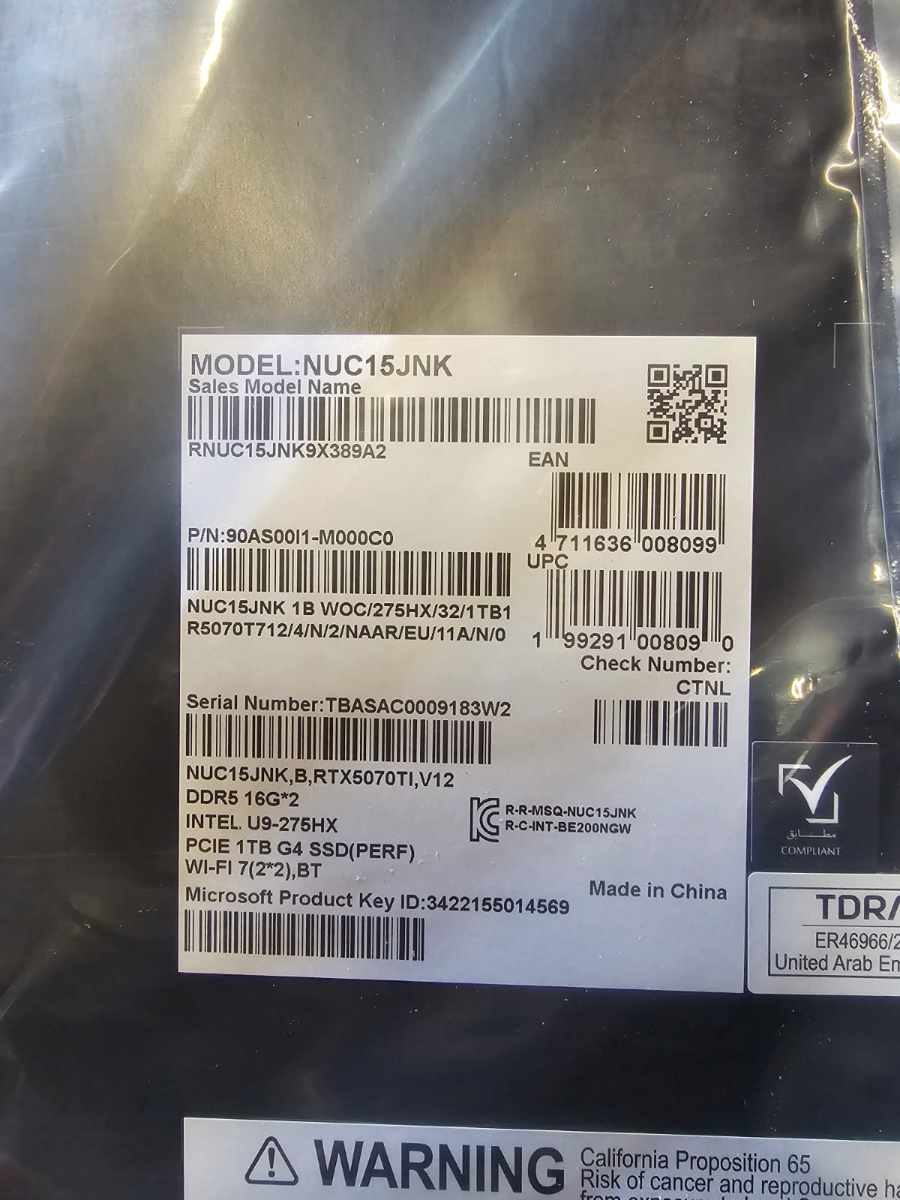 MODEL:NUC15JNK
Sales Model Name
RNUC15JNK9X389A2
EAN
4 711636 008099
P/N:90AS00I1-M000C0
UPC
1 99291 00809 0
NUC15JNK 1B WOC/275HX/32/1TB1
R5070T712/4/N/2/NAAR/EU/11A/N/0
Check Number:
CTNL
Serial Number:TBASAC0009183W2
NUC15JNK,B,RTX5070TI,V12
DDR5 16G*2
INTEL U9-275HX
PCIE 1TB G4 SSD(PERF)
WI-FI 7(2*2),BT
R-R-MSQ-NUC15JNK
R-C-INT-BE200NGW
Microsoft Product Key ID:3422155014569
Made in China
مطابق
COMPLIANT
ER46966/2
United Arab Em
WARNING
California Proposition 65
Risk of cancer and reproductive ha